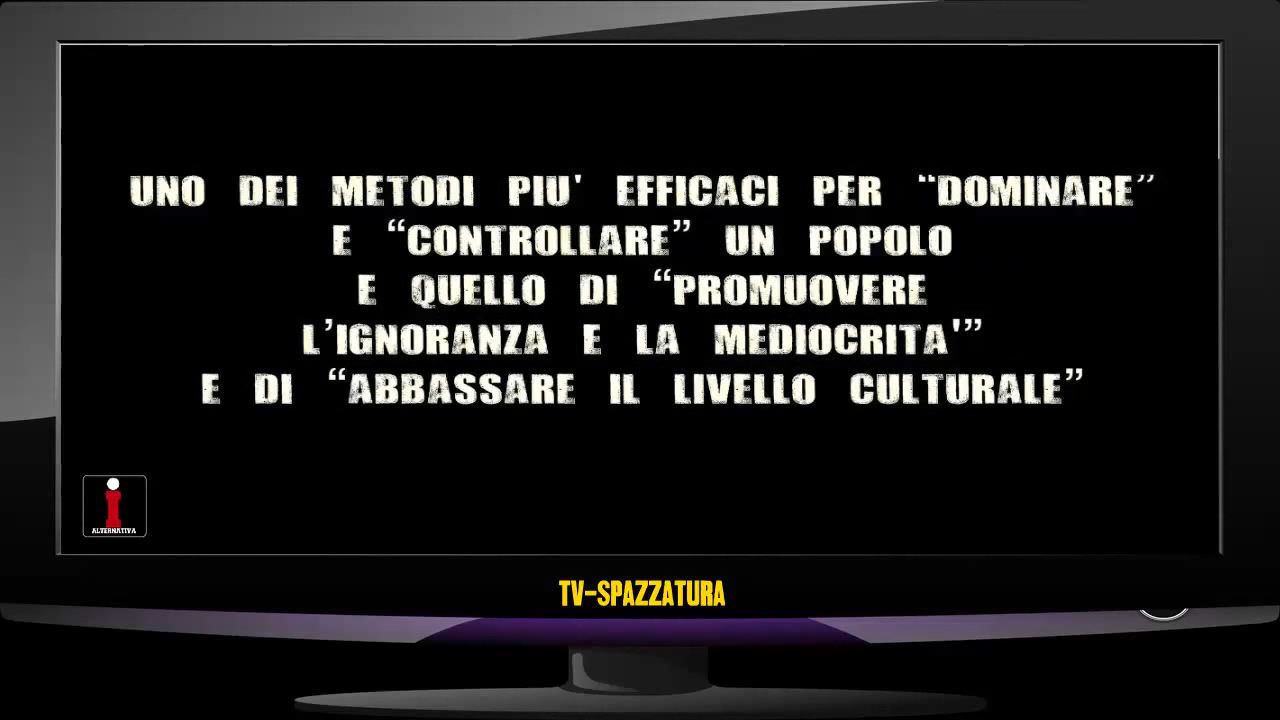 UNO DEI METODI PIU' EFFICACI PER “DOMINARE”
E “CONTROLLARE” UN POPOLO
E QUELLO DI “PROMUOVERE
L’IGNORANZA E LA MEDIOCRITA'”
E DI “ABBASSARE IL LIVELLO CULTURALE”
ALTERNATIVA
TV-SPAZZATURA